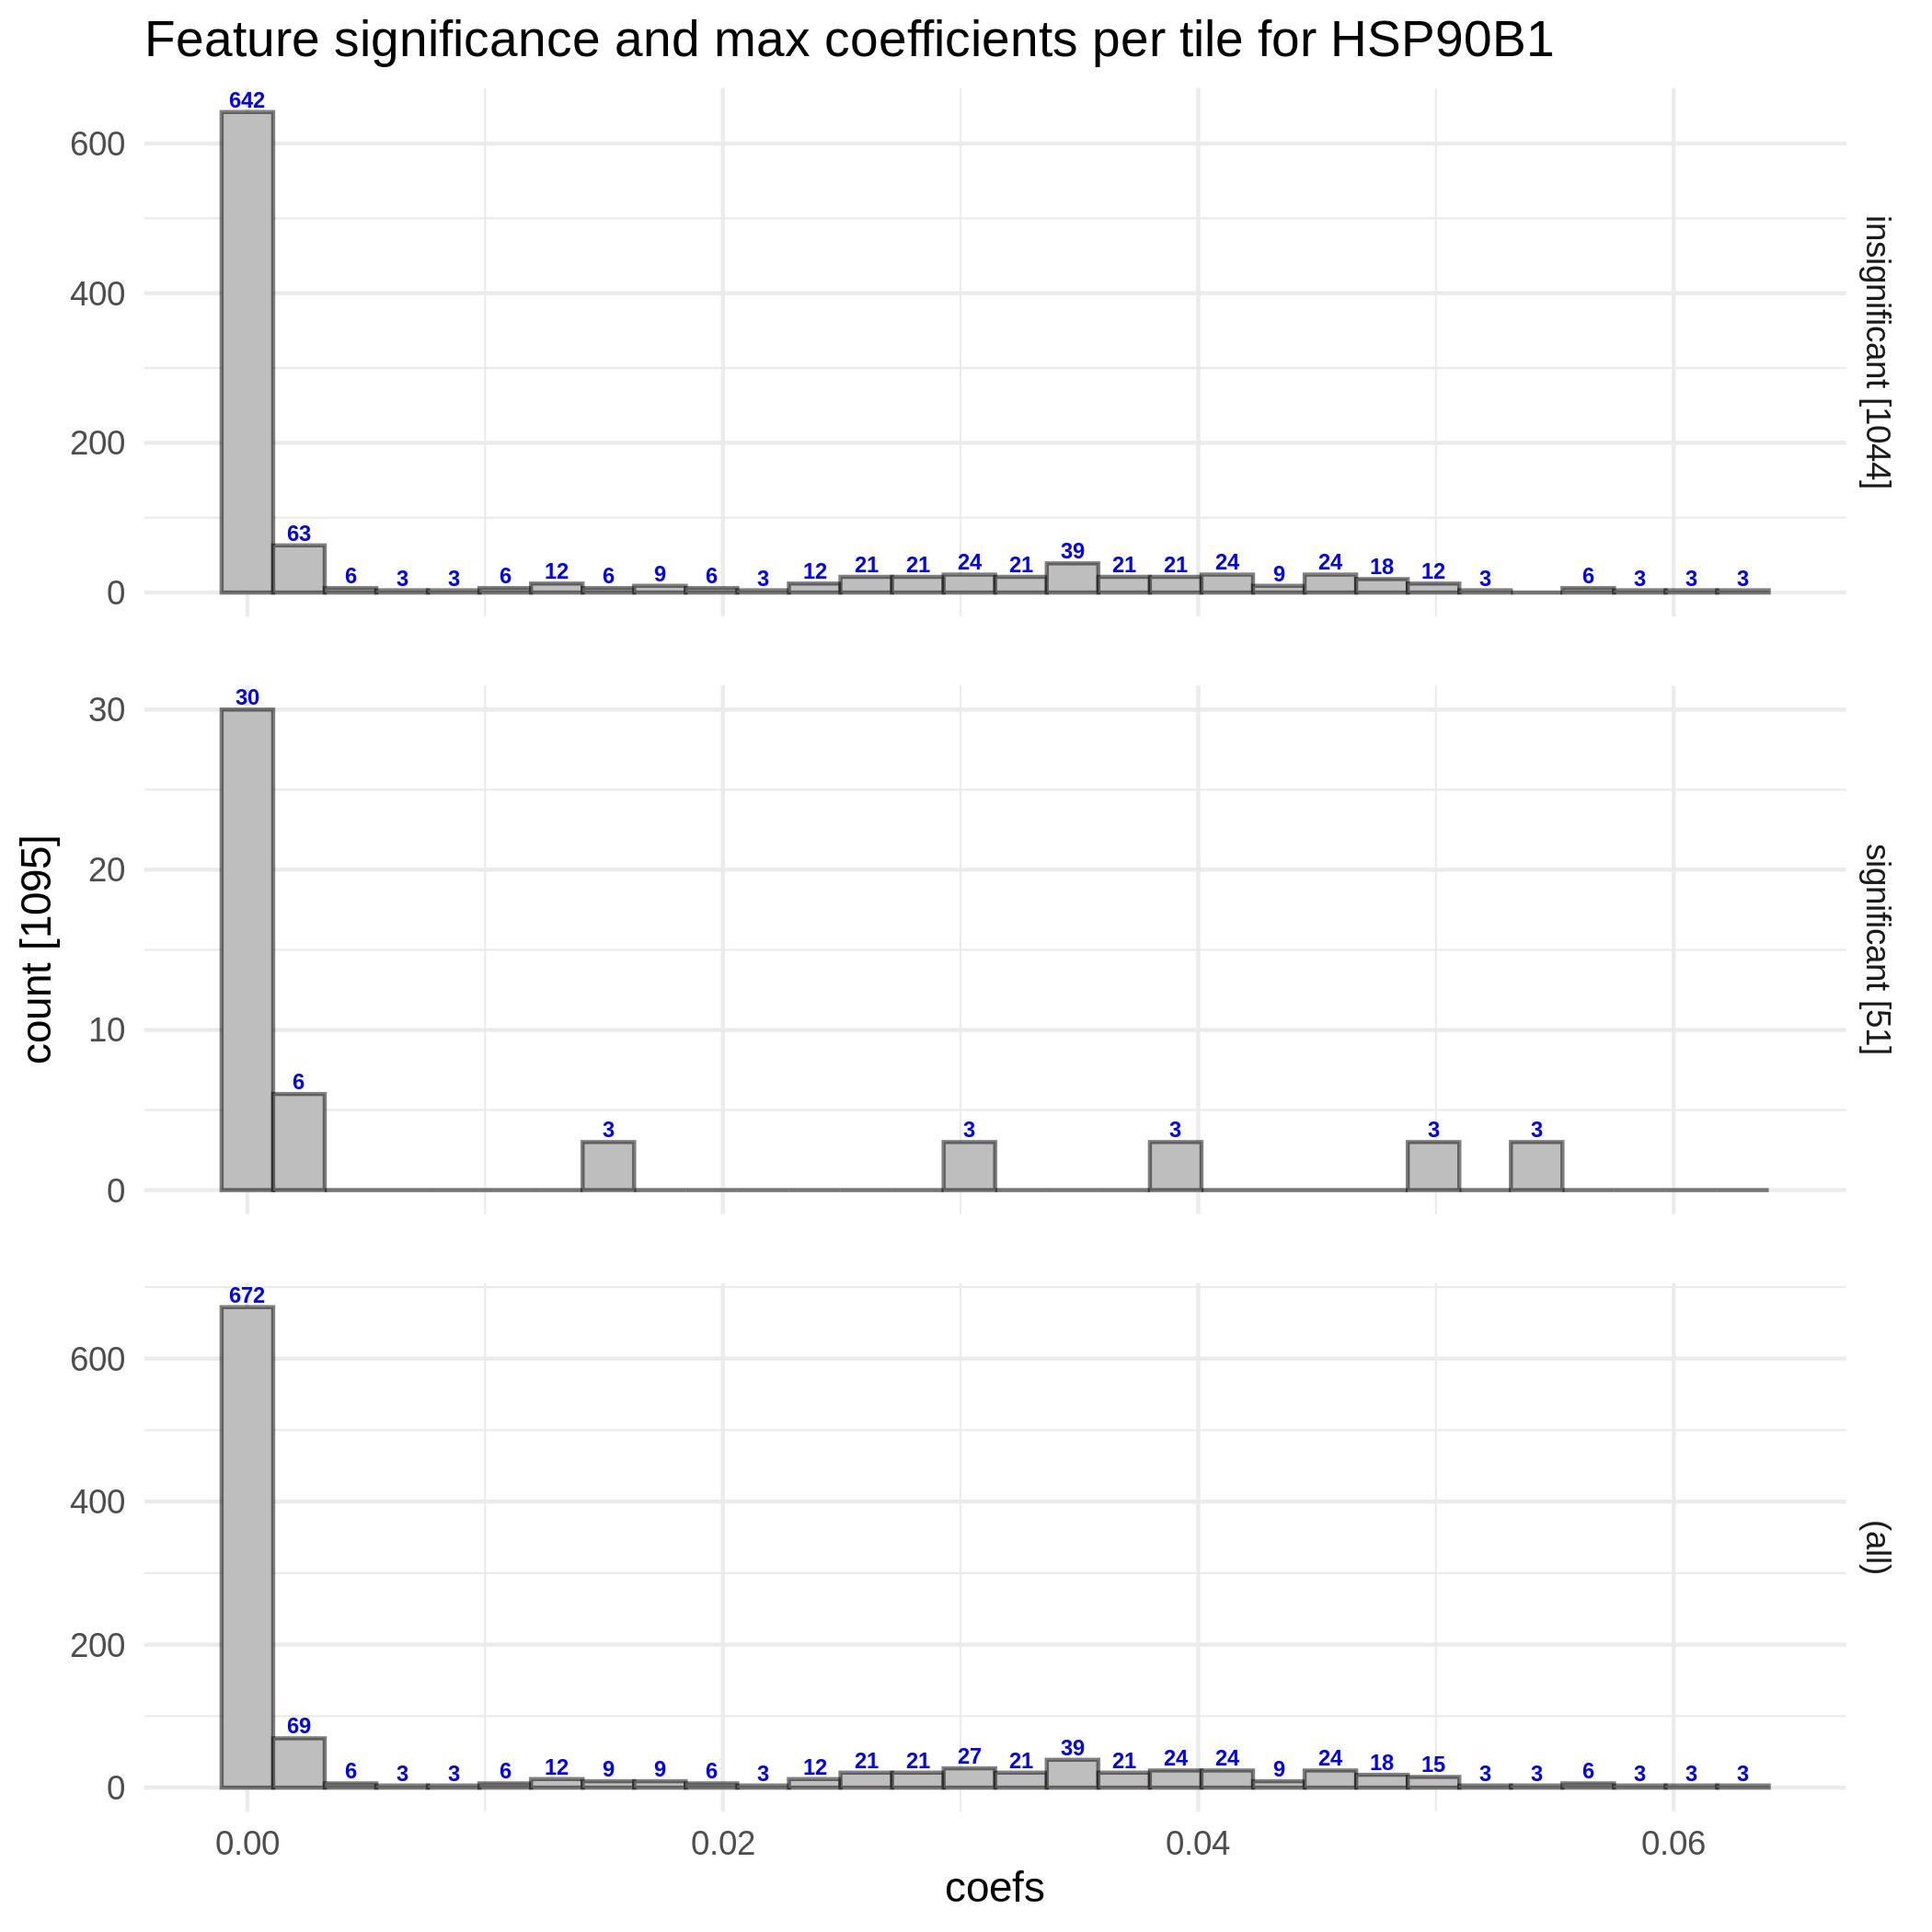 Feature significance and max coefficients per tile for HSP90B1
642
600
400
200
0
63 6 3 3 6 12 6 9 6 3 12 21 21 24 21 39 21 21 24 9 24 18 12 3 6 3 3 3
insignificant [1044]
count [1095]
30
30
20
10
0
6 3 3 3 3 3
significant [51]
672
600
400
200
0
69 6 3 3 6 12 9 9 6 3 12 21 21 27 21 39 21 24 24 9 24 18 15 3 3 6 3 3 3
(all)
0.00 0.02 0.04 0.06
coefs